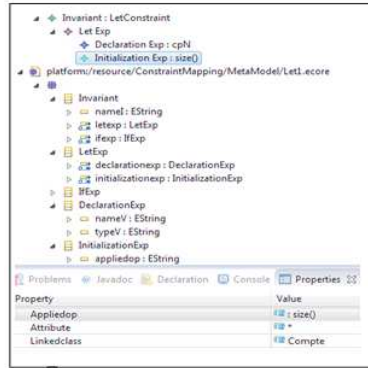 Invariant : LetConstraint
Let Exp
Declaration Exp : cpN
Initialization Exp : size()
platform:/resource/ConstraintMapping/MetaModel/Let1.ecore
Invariant
nameI : EString
letexp : LetExp
ifexp : IfExp
LetExp
declarationexp : DeclarationExp
initializationexp : InitializationExp
IfExp
DeclarationExp
nameV : EString
typeV : EString
InitializationExp
appliedop : EString
Problems @ Javadoc Declaration Console Properties
Property Value
Appliedop : size()
Attribute *
Linkedclass Compte